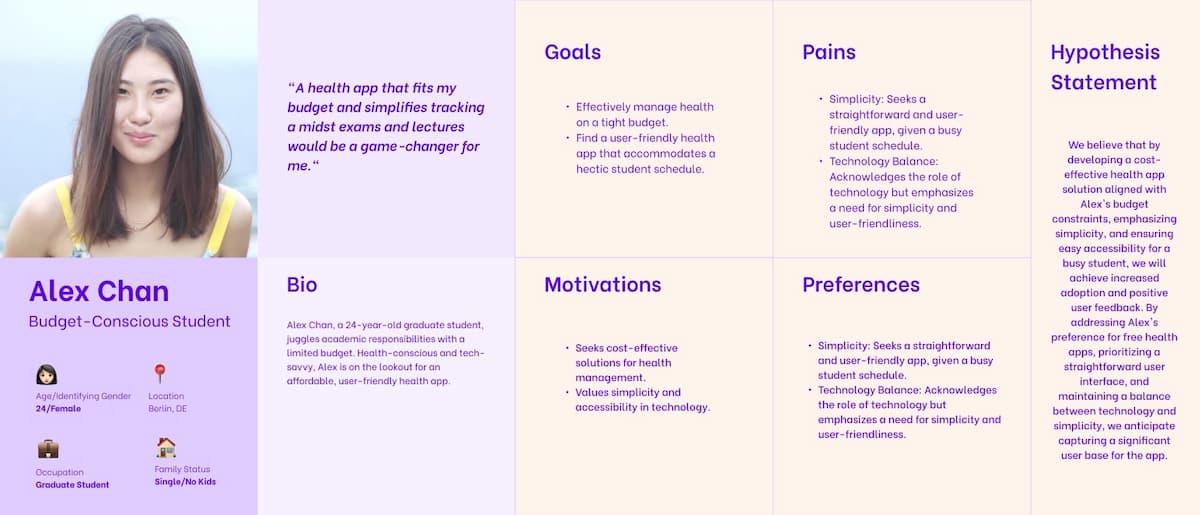 “A health app that fits my
budget and simplifies tracking
a midst exams and lectures
would be a game-changer for
me.“
Goals
• Effectively manage health
on a tight budget.
• Find a user-friendly health
app that accommodates a
hectic student schedule.
Pains
• Simplicity: Seeks a
straightforward and user-
friendly app, given a busy
student schedule.
• Technology Balance:
Acknowledges the role of
technology but emphasizes
a need for simplicity and
user-friendliness.
Hypothesis
Statement
We believe that by
developing a cost-
effective health app
solution aligned with
Alex's budget
constraints, emphasizing
simplicity, and ensuring
easy accessibility for a
busy student, we will
achieve increased
adoption and positive
user feedback. By
addressing Alex's
preference for free health
apps, prioritizing a
straightforward user
interface, and
maintaining a balance
between technology and
simplicity, we anticipate
capturing a significant
user base for the app.
Alex Chan
Budget-Conscious Student
Age/Identifying Gender
24/Female
Location
Berlin, DE
Occupation
Graduate Student
Family Status
Single/No Kids
Bio
Alex Chan, a 24-year-old graduate student,
juggles academic responsibilities with a
limited budget. Health-conscious and tech-
savvy, Alex is on the lookout for an
affordable, user-friendly health app.
Motivations
• Seeks cost-effective
solutions for health
management.
• Values simplicity and
accessibility in technology.
Preferences
• Simplicity: Seeks a straightforward
and user-friendly app, given a busy
student schedule.
• Technology Balance: Acknowledges
the role of technology but
emphasizes a need for simplicity and
user-friendliness.